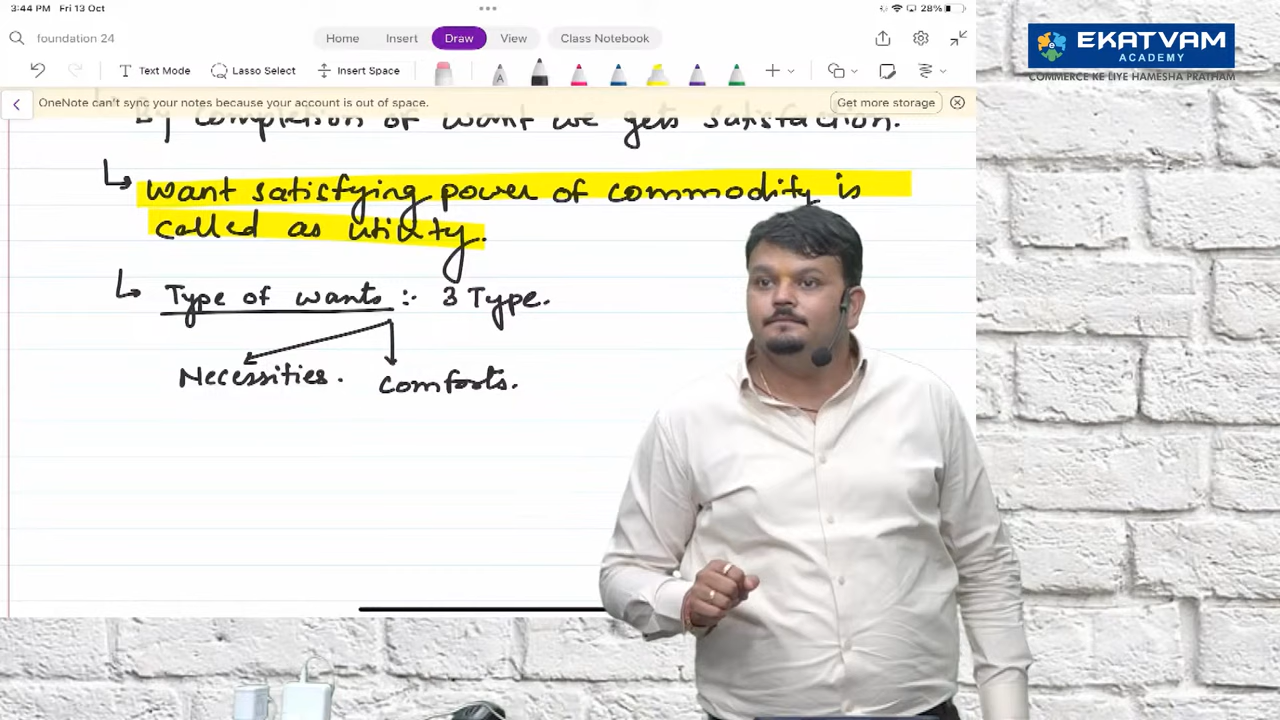 3:44 PM Fri 13 Oct
28%
foundation 24
Home Insert Draw View Class Notebook
Text Mode Lasso Select Insert Space
OneNote can't sync your notes because your account is out of space.
Get more storage
By completion of want we gets satisfaction.
want satisfying power of commodity is
called as utility.
Type of wants :- 3 Type.
Necessities. comforts.
EKATVAM
ACADEMY
COMMERCE KE LIYE HAMESHA PRATHAM